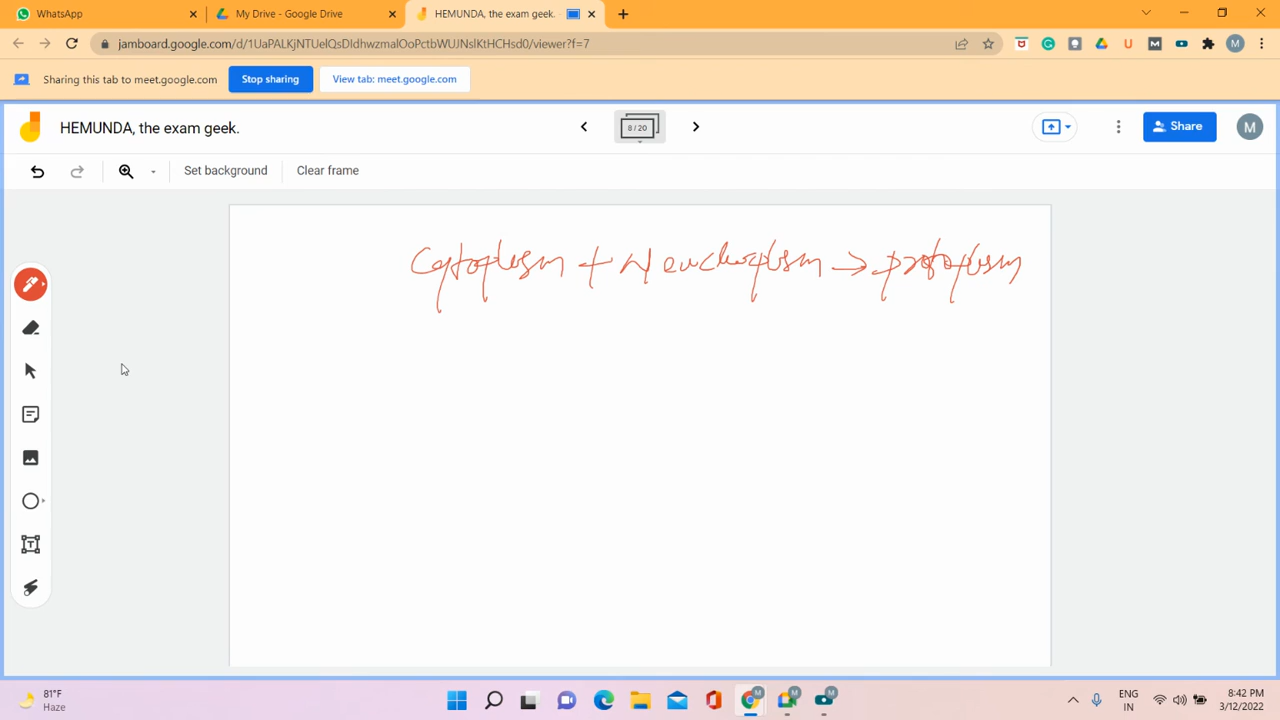 WhatsApp
My Drive - Google Drive
HEMUNDA, the exam geek.
jamboard.google.com/d/1UaPALKjNTUelQsDIdhwzmalOoPctbWUJNslKtHCHsd0/viewer?f=7
Sharing this tab to meet.google.com
Stop sharing
View tab: meet.google.com
HEMUNDA, the exam geek.
8 / 20
Share
M
Set background
Clear frame
Cytoplasm + Neucleoplasm → protoplasm
81°F
Haze
ENG
IN
8:42 PM
3/12/2022